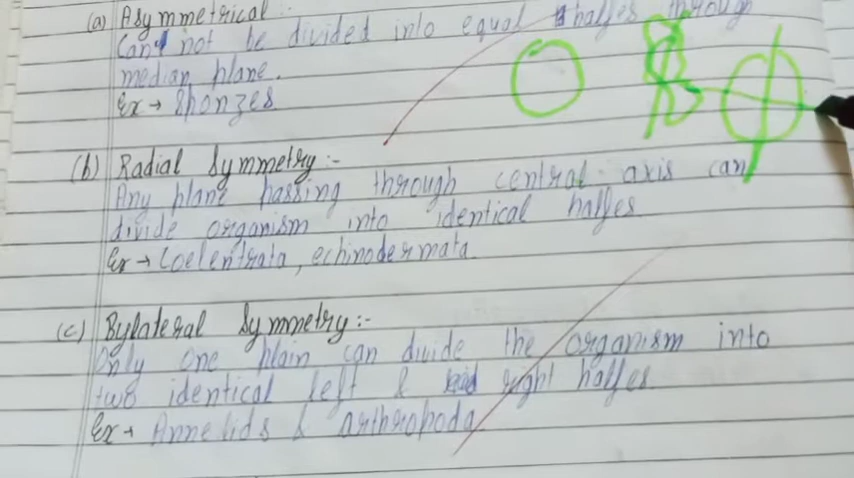 (a) Asymmetrical :-
Can not be divided into equal halfes through
median plane.
Ex → Sponzes
(b) Radial Symmetry :-
Any plane passing through central axis can
divide organism into identical halfes
Ex → Coelentrata, echinodermata.
(c) Bylateral Symmetry :-
Only one plain can divide the organism into
two identical left & right halfes
Ex → Annelids & arthropoda